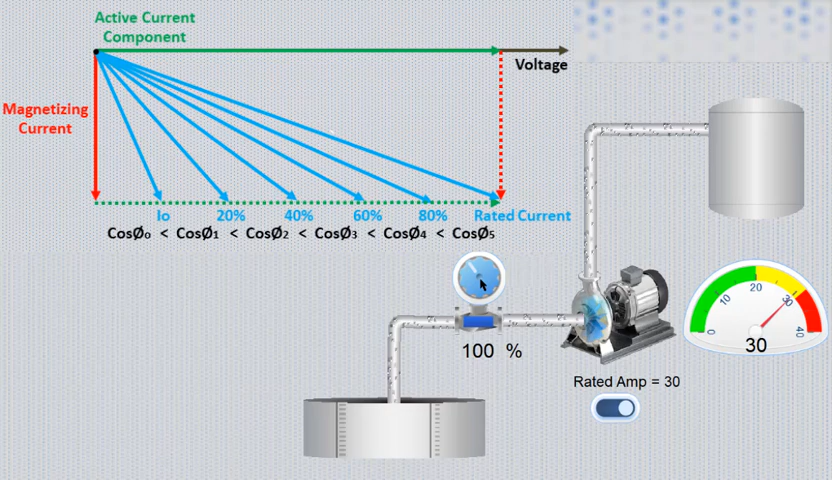 Active Current
Component
Voltage
Magnetizing
Current
Io 20% 40% 60% 80% Rated Current
CosØ₀ < CosØ₁ < CosØ₂ < CosØ₃ < CosØ₄ < CosØ₅
100 %
0 10 20 30 40
30
Rated Amp = 30